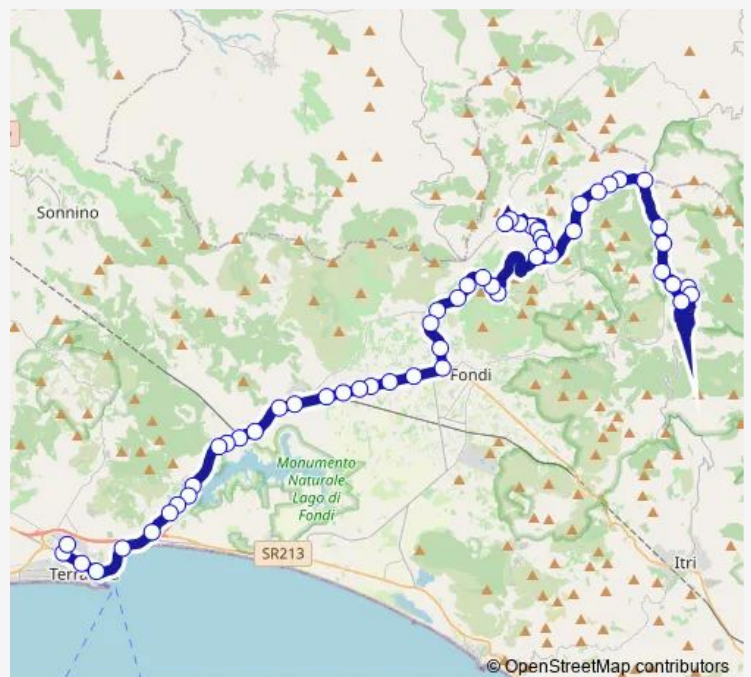 Sonnino
Fondi
Monumento
Naturale
Lago di
Fondi
SR213
Itri
© OpenStreetMap contributors